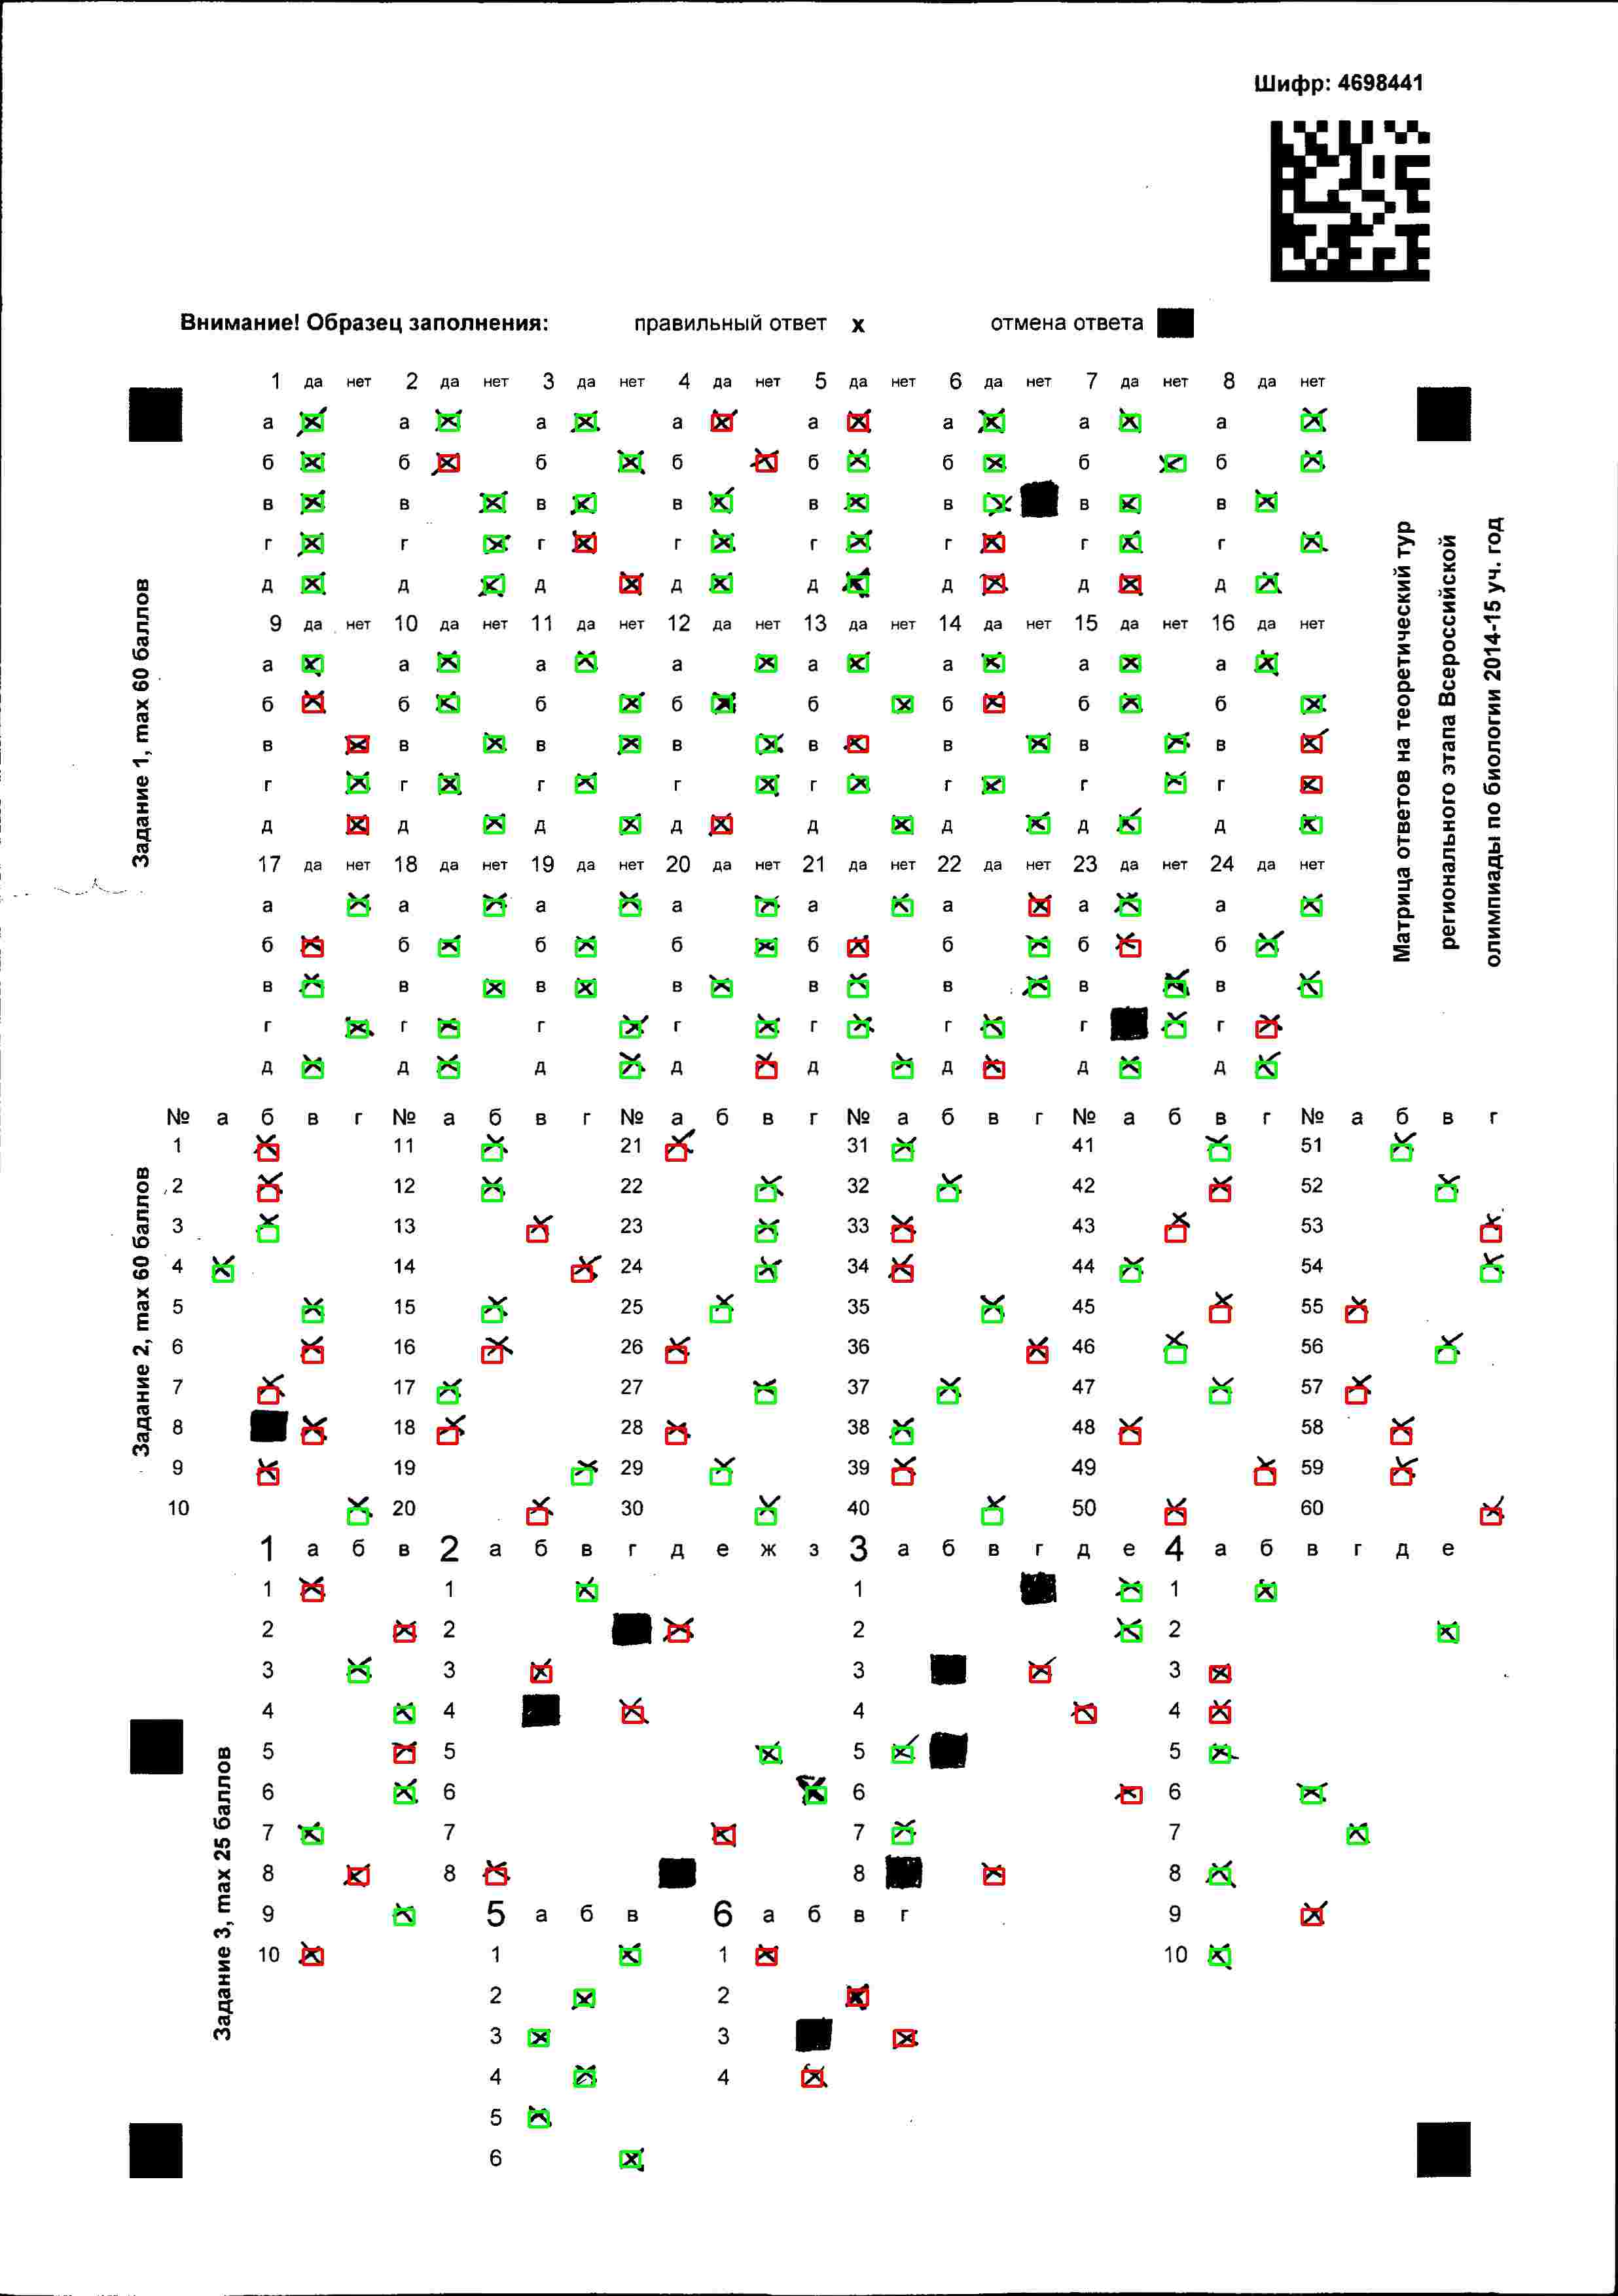 Шифр: 4698441
Внимание! Образец заполнения: правильный ответ x отмена ответа
Матрица ответов на теоретический тур
регионального этапа Всероссийской
олимпиады по биологии 2014-15 уч. год
Задание 1, max 60 баллов
1 да нет 2 да нет 3 да нет 4 да нет 5 да нет 6 да нет 7 да нет 8 да нет
а а а а а а а а
б б б б б б б б
в в в в в в в в
г г г г г г г г
д д д д д д д д
9 да нет 10 да нет 11 да нет 12 да нет 13 да нет 14 да нет 15 да нет 16 да нет
а а а а а а а а
б б б б б б б б
в в в в в в в в
г г г г г г г г
д д д д д д д д
17 да нет 18 да нет 19 да нет 20 да нет 21 да нет 22 да нет 23 да нет 24 да нет
а а а а а а а а
б б б б б б б б
в в в в в в в в
г г г г г г г г
д д д д д д д д
Задание 2, max 60 баллов
№ а б в г № а б в г № а б в г № а б в г № а б в г № а б в г
1 11 21 31 41 51
2 12 22 32 42 52
3 13 23 33 43 53
4 14 24 34 44 54
5 15 25 35 45 55
6 16 26 36 46 56
7 17 27 37 47 57
8 18 28 38 48 58
9 19 29 39 49 59
10 20 30 40 50 60
Задание 3, max 25 баллов
1 а б в 2 а б в г д е ж з 3 а б в г д е 4 а б в г д е
1 1 1 1
2 2 2 2
3 3 3 3
4 4 4 4
5 5 5 5
6 6 6 6
7 7 7 7
8 8 8 8
9 5 а б в 6 а б в г 9
10 1 1 10
2 2
3 3
4 4
5
6